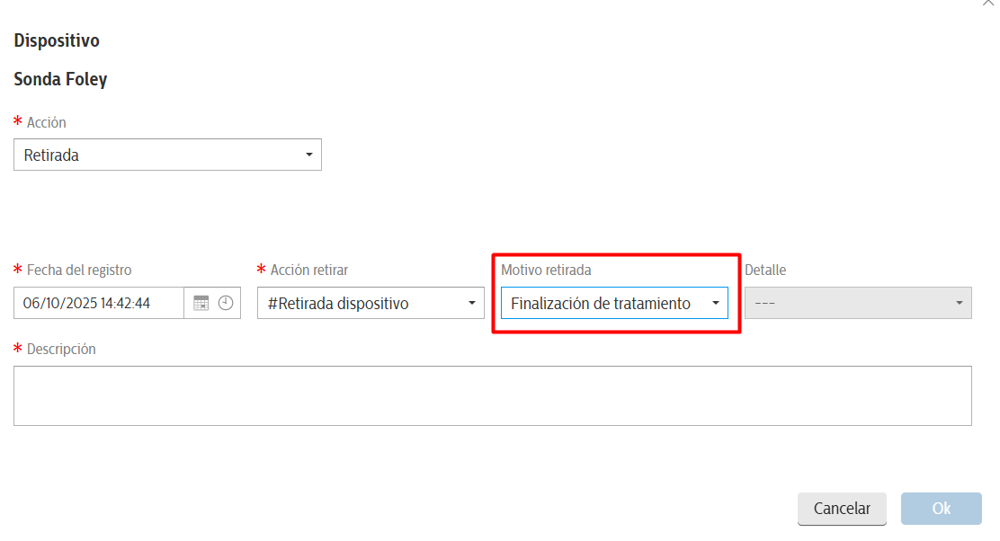 Dispositivo
Sonda Foley
* Acción
Retirada
* Fecha del registro
* Acción retirar
Motivo retirada
Detalle
06/10/2025 14:42:44
#Retirada dispositivo
Finalización de tratamiento
---
* Descripción
Cancelar
Ok